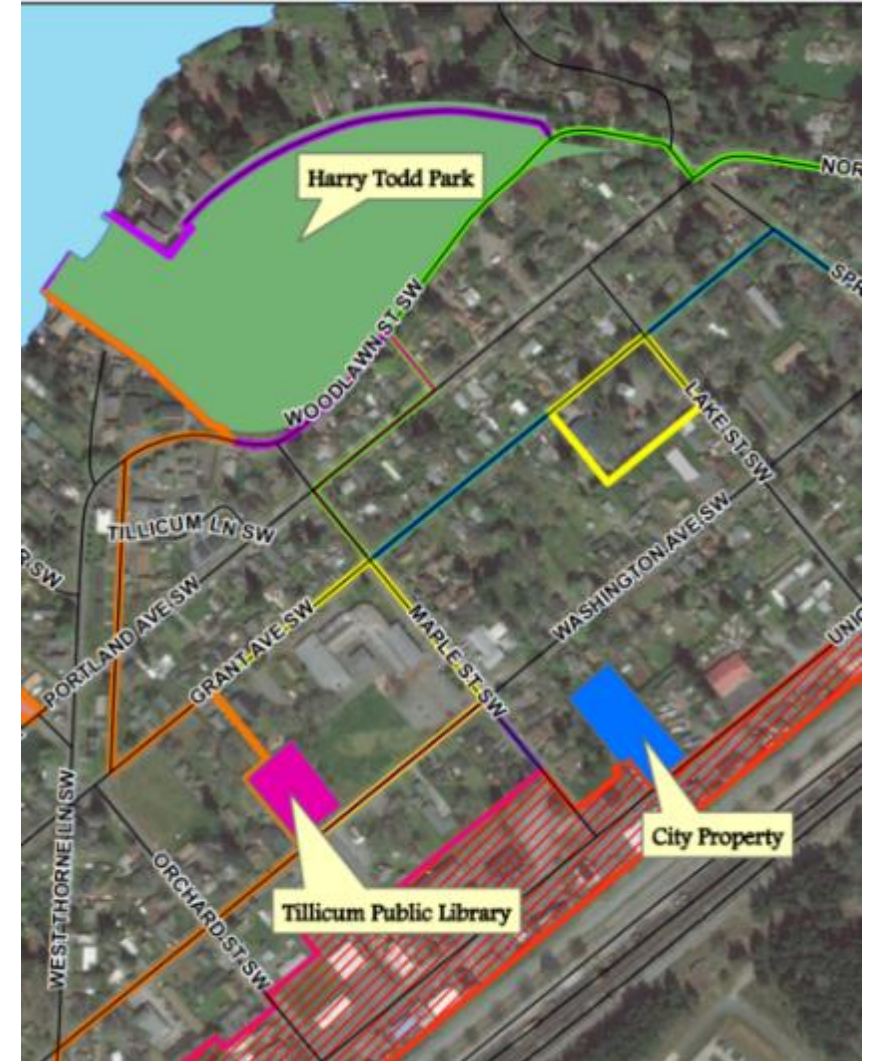 Harry Todd Park
NOR
SPR
WOODLAWN ST SW
LAKE ST SW
TILLICUM LN SW
R SW
WASHINGTON AVE SW
PORTLAND AVE SW
GRANT AVE SW
MAPLE ST SW
UNIO
City Property
WEST THORNE LN SW
ORCHARD ST SW
Tillicum Public Library